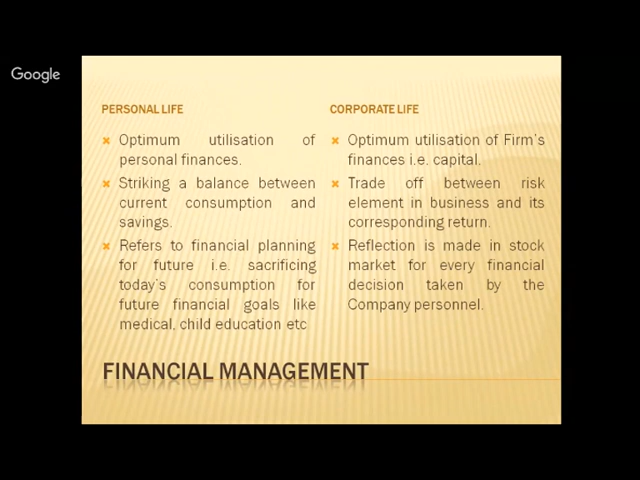 Google
PERSONAL LIFE
Optimum utilisation of
personal finances.
Striking a balance between
current consumption and
savings.
Refers to financial planning
for future i.e. sacrificing
today's consumption for
future financial goals like
medical, child education etc
CORPORATE LIFE
Optimum utilisation of Firm's
finances i.e. capital.
Trade off between risk
element in business and its
corresponding return.
Reflection is made in stock
market for every financial
decision taken by the
Company personnel.
FINANCIAL MANAGEMENT